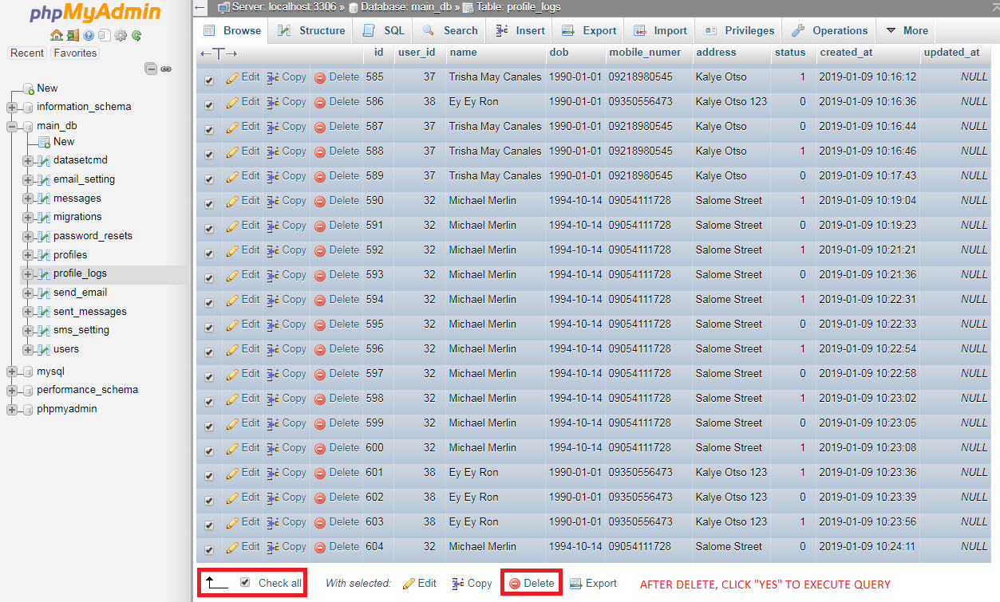 phpMyAdmin
Recent Favorites
New
information_schema
main_db
New
datasetcmd
email_setting
messages
migrations
password_resets
profiles
profile_logs
send_email
sent_messages
sms_setting
users
mysql
performance_schema
phpmyadmin
Server: localhost:3306 » Database: main_db » Table: profile_logs
Browse Structure SQL Search Insert Export Import Privileges Operations More
id user_id name dob mobile_numer address status created_at updated_at
Edit Copy Delete 585 37 Trisha May Canales 1990-01-01 09218980545 Kalye Otso 1 2019-01-09 10:16:12 NULL
Edit Copy Delete 586 38 Ey Ey Ron 1990-01-01 09350556473 Kalye Otso 123 0 2019-01-09 10:16:36 NULL
Edit Copy Delete 587 37 Trisha May Canales 1990-01-01 09218980545 Kalye Otso 0 2019-01-09 10:16:44 NULL
Edit Copy Delete 588 37 Trisha May Canales 1990-01-01 09218980545 Kalye Otso 1 2019-01-09 10:16:46 NULL
Edit Copy Delete 589 37 Trisha May Canales 1990-01-01 09218980545 Kalye Otso 0 2019-01-09 10:17:43 NULL
Edit Copy Delete 590 32 Michael Merlin 1994-10-14 09054111728 Salome Street 1 2019-01-09 10:19:04 NULL
Edit Copy Delete 591 32 Michael Merlin 1994-10-14 09054111728 Salome Street 0 2019-01-09 10:19:23 NULL
Edit Copy Delete 592 32 Michael Merlin 1994-10-14 09054111728 Salome Street 1 2019-01-09 10:21:21 NULL
Edit Copy Delete 593 32 Michael Merlin 1994-10-14 09054111728 Salome Street 0 2019-01-09 10:21:36 NULL
Edit Copy Delete 594 32 Michael Merlin 1994-10-14 09054111728 Salome Street 1 2019-01-09 10:22:31 NULL
Edit Copy Delete 595 32 Michael Merlin 1994-10-14 09054111728 Salome Street 0 2019-01-09 10:22:33 NULL
Edit Copy Delete 596 32 Michael Merlin 1994-10-14 09054111728 Salome Street 1 2019-01-09 10:22:54 NULL
Edit Copy Delete 597 32 Michael Merlin 1994-10-14 09054111728 Salome Street 0 2019-01-09 10:22:58 NULL
Edit Copy Delete 598 32 Michael Merlin 1994-10-14 09054111728 Salome Street 1 2019-01-09 10:23:02 NULL
Edit Copy Delete 599 32 Michael Merlin 1994-10-14 09054111728 Salome Street 0 2019-01-09 10:23:05 NULL
Edit Copy Delete 600 32 Michael Merlin 1994-10-14 09054111728 Salome Street 1 2019-01-09 10:23:08 NULL
Edit Copy Delete 601 38 Ey Ey Ron 1990-01-01 09350556473 Kalye Otso 123 1 2019-01-09 10:23:36 NULL
Edit Copy Delete 602 38 Ey Ey Ron 1990-01-01 09350556473 Kalye Otso 123 0 2019-01-09 10:23:39 NULL
Edit Copy Delete 603 38 Ey Ey Ron 1990-01-01 09350556473 Kalye Otso 123 1 2019-01-09 10:23:56 NULL
Edit Copy Delete 604 32 Michael Merlin 1994-10-14 09054111728 Salome Street 0 2019-01-09 10:24:11 NULL
Check all With selected: Edit Copy Delete Export AFTER DELETE, CLICK "YES" TO EXECUTE QUERY